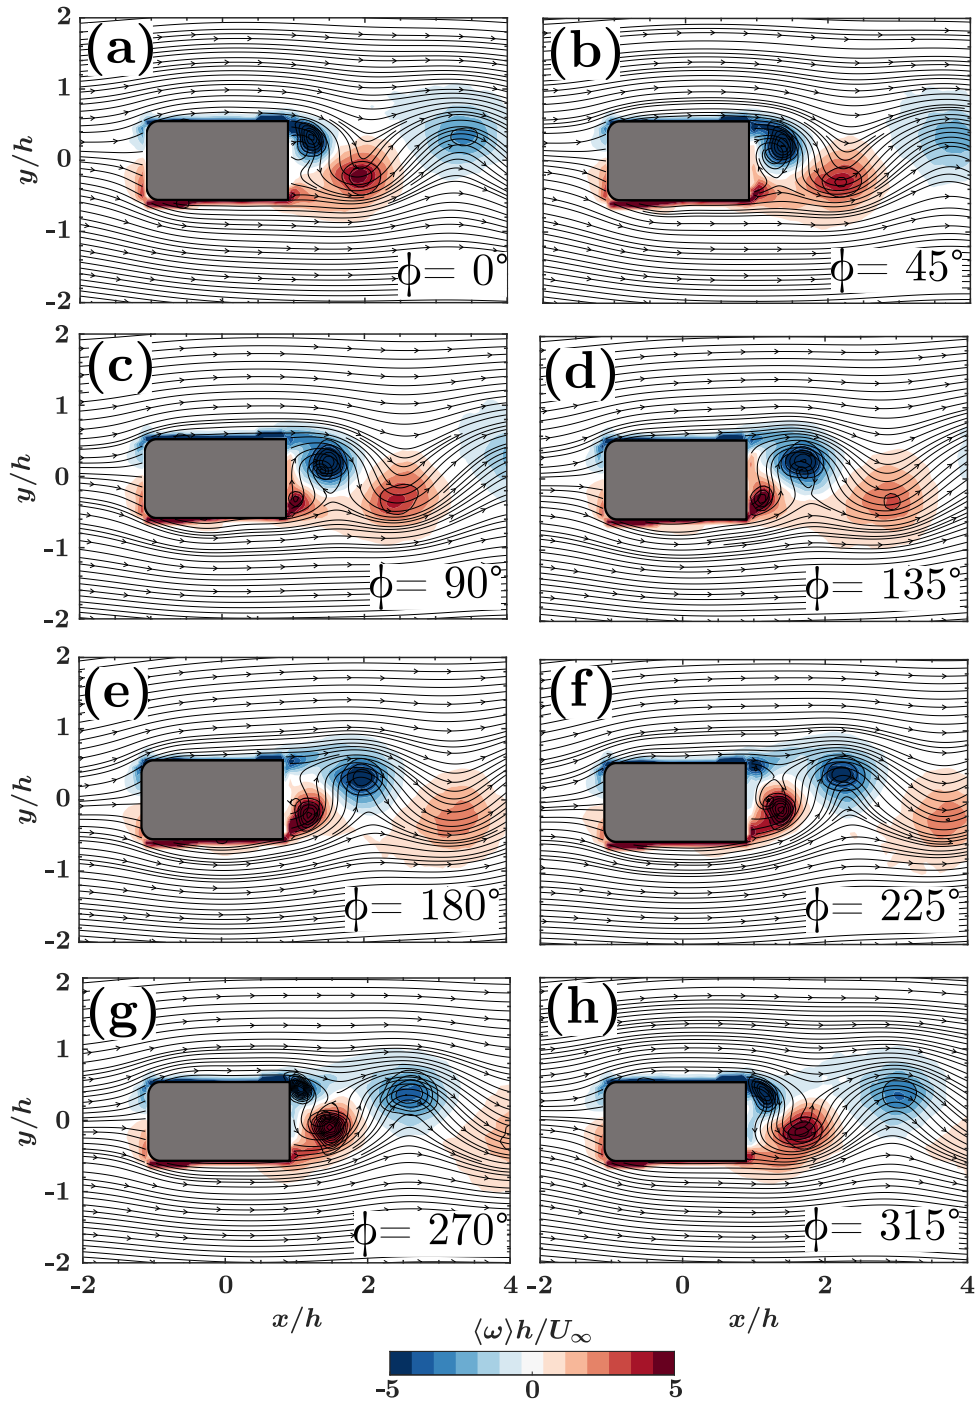 (a)
(b)
2
1
0
-1
-2
y/h
ϕ= 0°
ϕ= 45°
(c)
(d)
2
1
0
-1
-2
y/h
ϕ= 90°
ϕ= 135°
(e)
(f)
2
1
0
-1
-2
y/h
ϕ= 180°
ϕ= 225°
(g)
(h)
2
1
0
-1
-2
y/h
ϕ= 270°
ϕ= 315°
-2 0 2 4
-2 0 2 4
x/h
x/h
⟨ω⟩h/U∞
-5 0 5